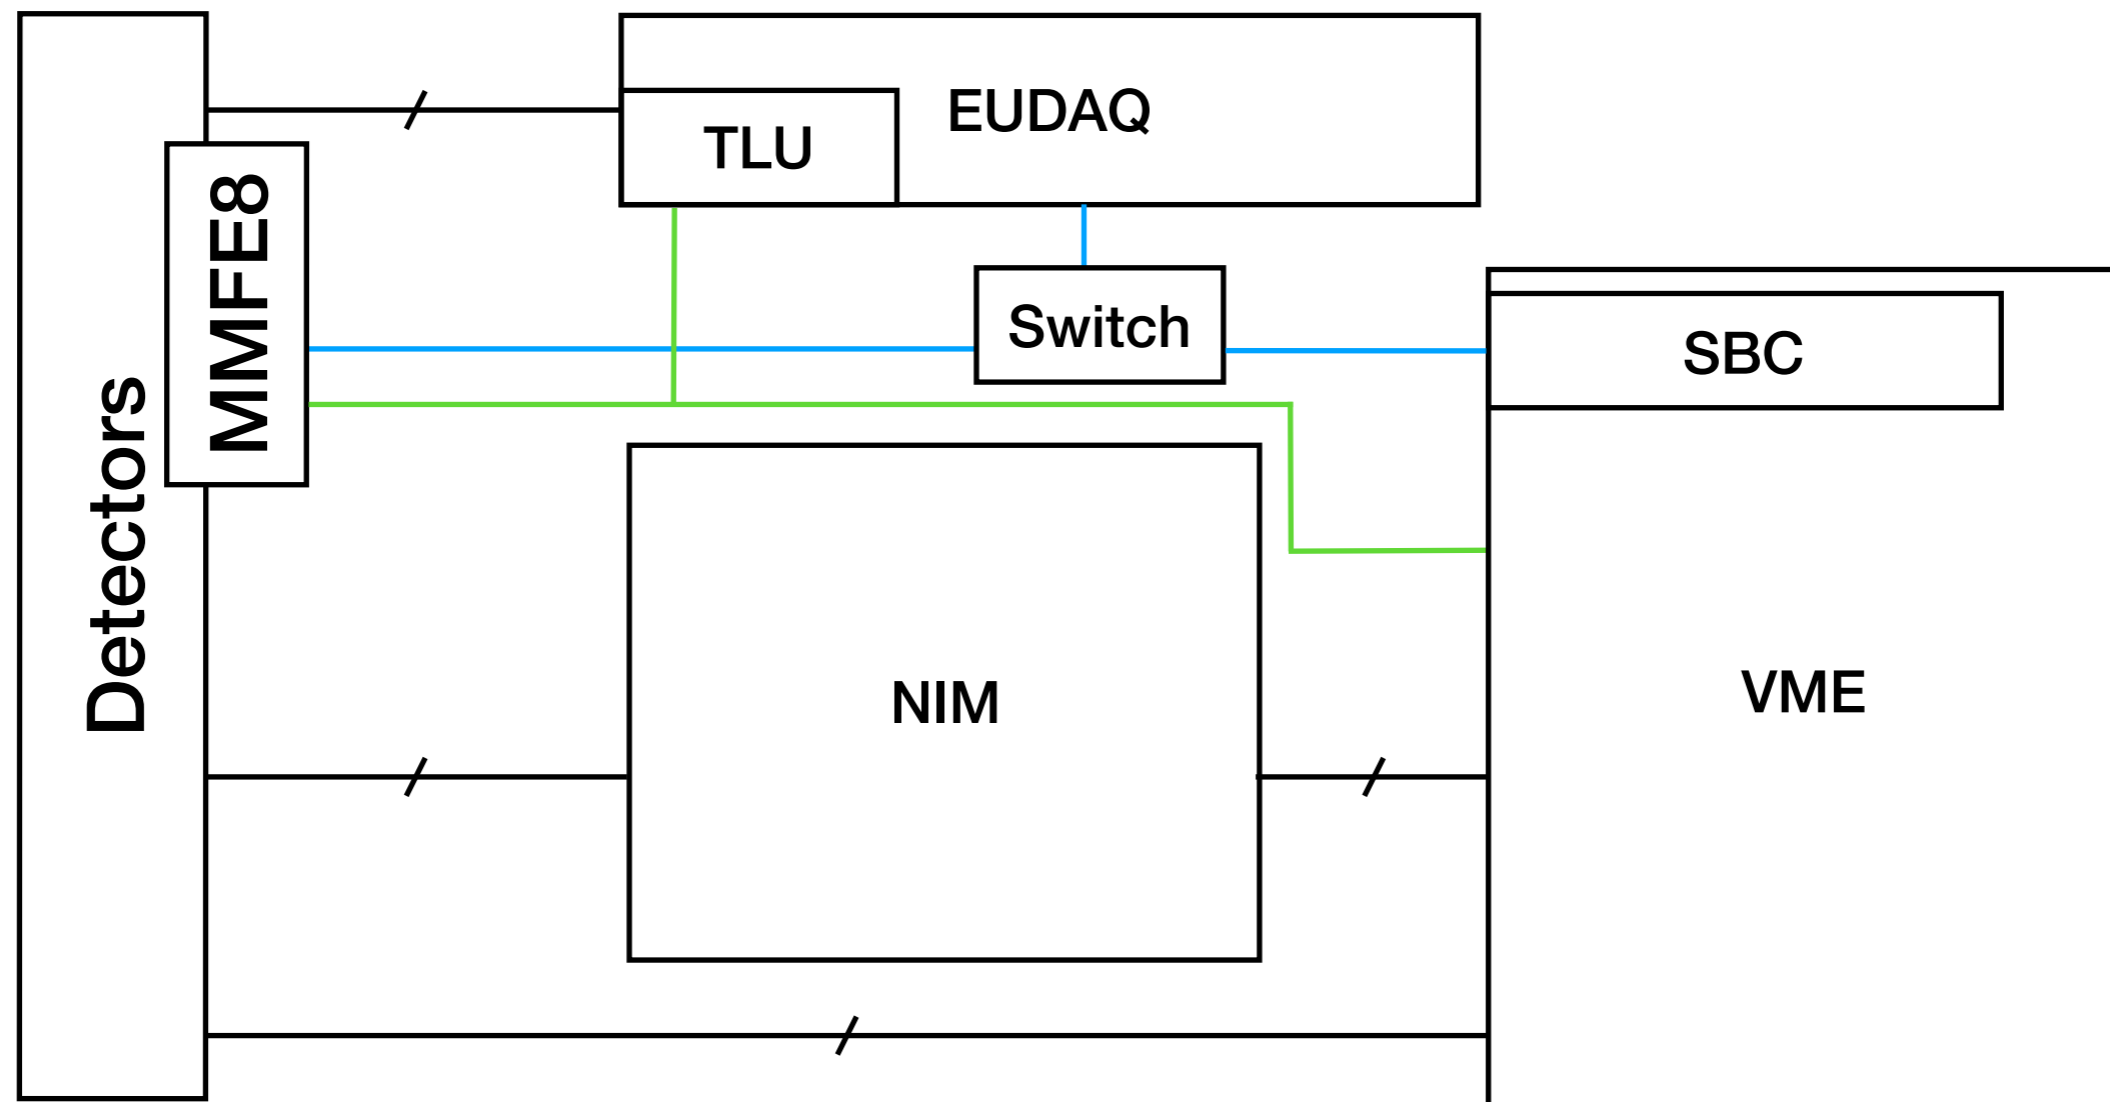 EUDAQ
TLU
MMFE8
Switch
SBC
Detectors
NIM
VME